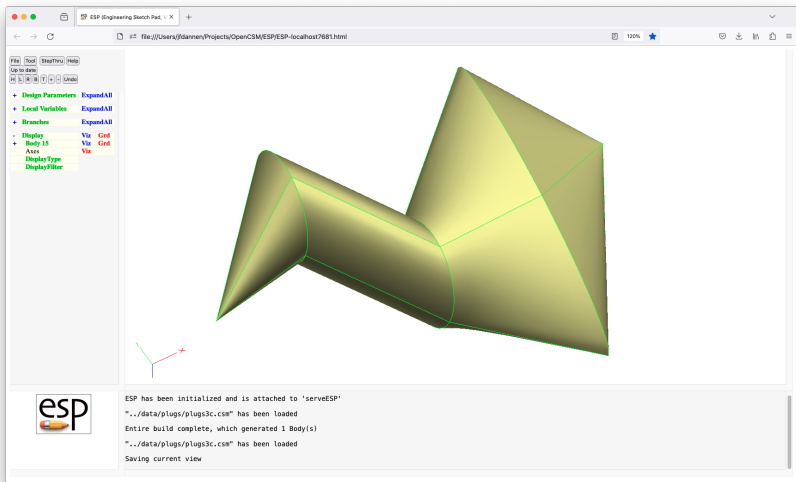 ESP (Engineering Sketch Pad, V
file:///Users/jfdannen/Projects/OpenCSM/ESP/ESP-localhost7681.html
120%
File Tool StepThru Help
Up to date
H L R B T + - Undo
+ Design Parameters ExpandAll
+ Local Variables ExpandAll
+ Branches ExpandAll
- Display Viz Grd
+ Body 15 Viz Grd
Axes Viz
DisplayType
DisplayFilter
X
esp
ESP has been initialized and is attached to 'serveESP'
"../data/plugs/plugs3c.csm" has been loaded
Entire build complete, which generated 1 Body(s)
"../data/plugs/plugs3c.csm" has been loaded
Saving current view